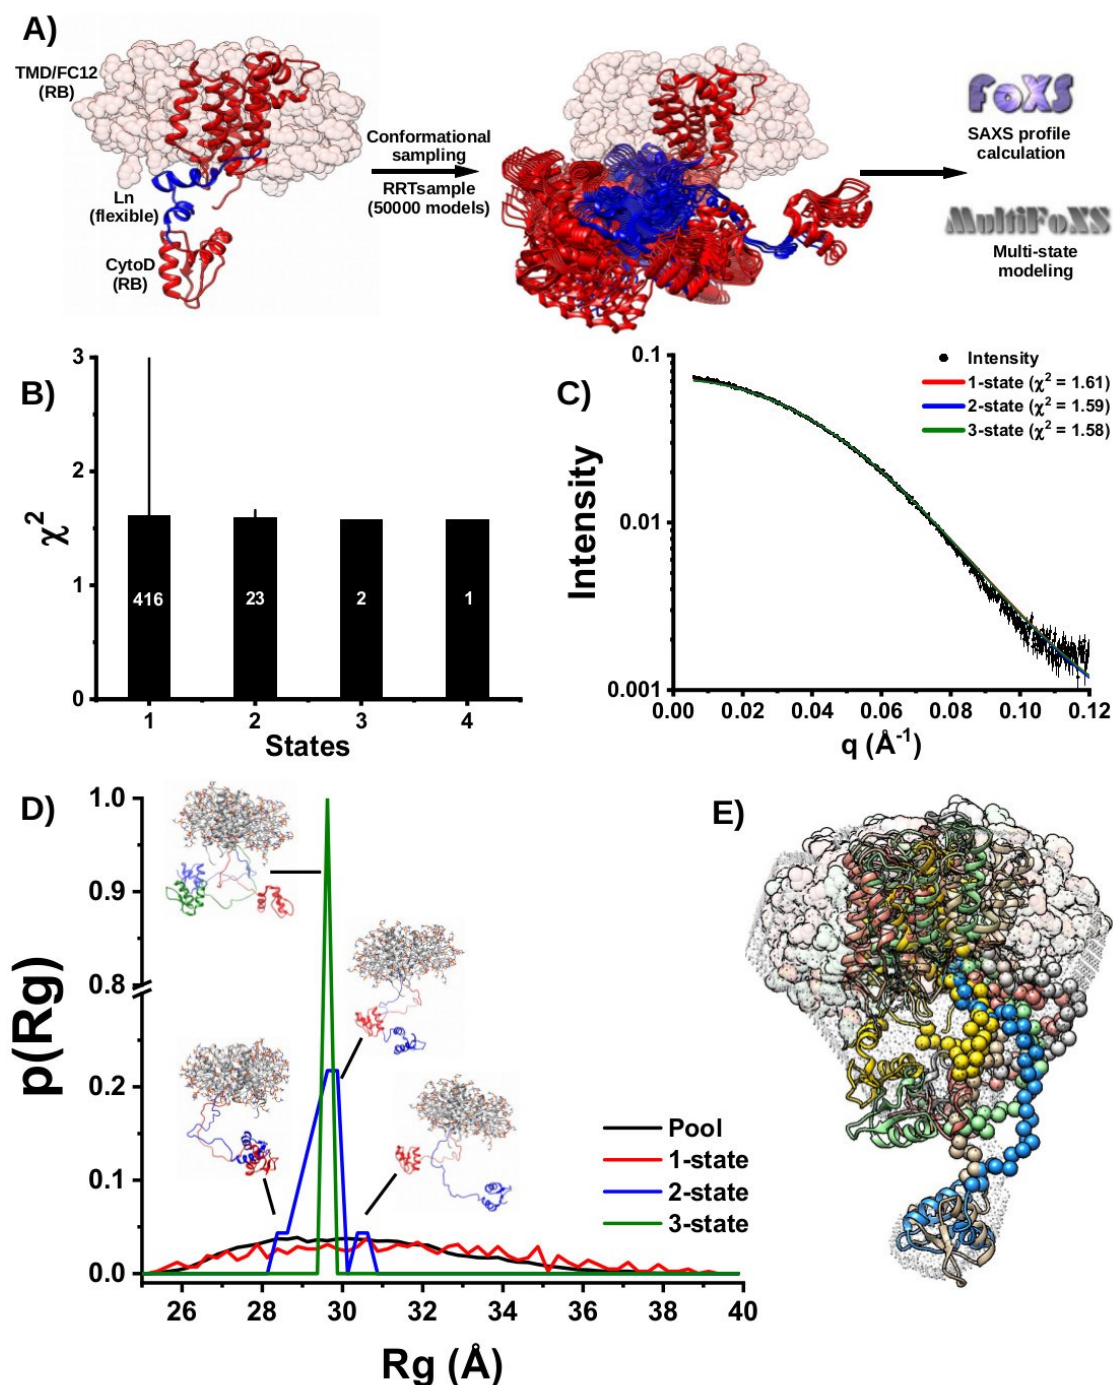 A)
TMD/FC12
(RB)
Ln
(flexible)
CytoD
(RB)
Conformational
sampling
RRTsample
(50000 models)
FoXS
SAXS profile
calculation
MultiFoXS
Multi-state
modeling
B)
χ²
3
2
1
0
416
23
2
1
1
2
3
4
States
C)
Intensity
0.1
0.01
0.001
Intensity
1-state (χ² = 1.61)
2-state (χ² = 1.59)
3-state (χ² = 1.58)
0.00
0.02
0.04
0.06
0.08
0.10
0.12
q (Å⁻¹)
D)
p(Rg)
1.0
0.9
0.8
0.2
0.1
0.0
Pool
1-state
2-state
3-state
26
28
30
32
34
36
38
40
Rg (Å)
E)